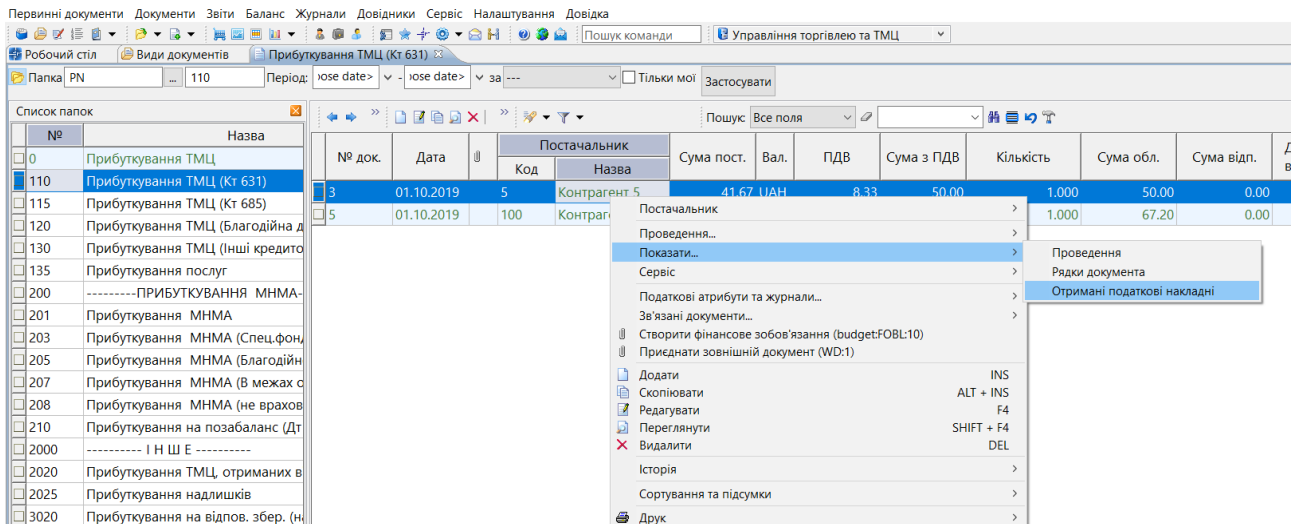 Первинні документи Документи Звіти Баланс Журнали Довідники Сервіс Налаштування Довідка
Пошук команди Управління торгівлею та ТМЦ
Робочий стіл Види документів Прибуткування ТМЦ (Кт 631)
Папка PN ... 110 Період: ose date> - ose date> за --- Тільки мої Застосувати
Список папок Пошук: Все поля
№ Назва
№ док. Дата Постачальник Сума пост. Вал. ПДВ Сума з ПДВ Кількість Сума обл. Сума відп.
Код Назва
0 Прибуткування ТМЦ
110 Прибуткування ТМЦ (Кт 631)
115 Прибуткування ТМЦ (Кт 685)
120 Прибуткування ТМЦ (Благодійна д
130 Прибуткування ТМЦ (Інші кредито
135 Прибуткування послуг
200 ---------ПРИБУТКУВАННЯ МНМА-
201 Прибуткування МНМА
203 Прибуткування МНМА (Спец.фон
205 Прибуткування МНМА (Благодійн
207 Прибуткування МНМА (В межах о
208 Прибуткування МНМА (не врахов
210 Прибуткування на позабаланс (Дт
2000 ---------- І Н Ш Е ----------
2020 Прибуткування ТМЦ, отриманих в
2025 Прибуткування надлишків
3020 Прибуткування на відпов. збер. (н
3 01.10.2019 5 Контрагент 5 41.67 UAH 8.33 50.00 1.000 50.00 0.00
5 01.10.2019 100 Контраг 1.000 67.20 0.00
Постачальник
Проведення...
Показати...
Сервіс
Податкові атрибути та журнали...
Зв'язані документи...
Створити фінансове зобов'язання (budget:FOBL:10)
Приєднати зовнішній документ (WD:1)
Додати INS
Скопіювати ALT + INS
Редагувати F4
Переглянути SHIFT + F4
Видалити DEL
Історія
Сортування та підсумки
Друк
Проведення
Рядки документа
Отримані податкові накладні